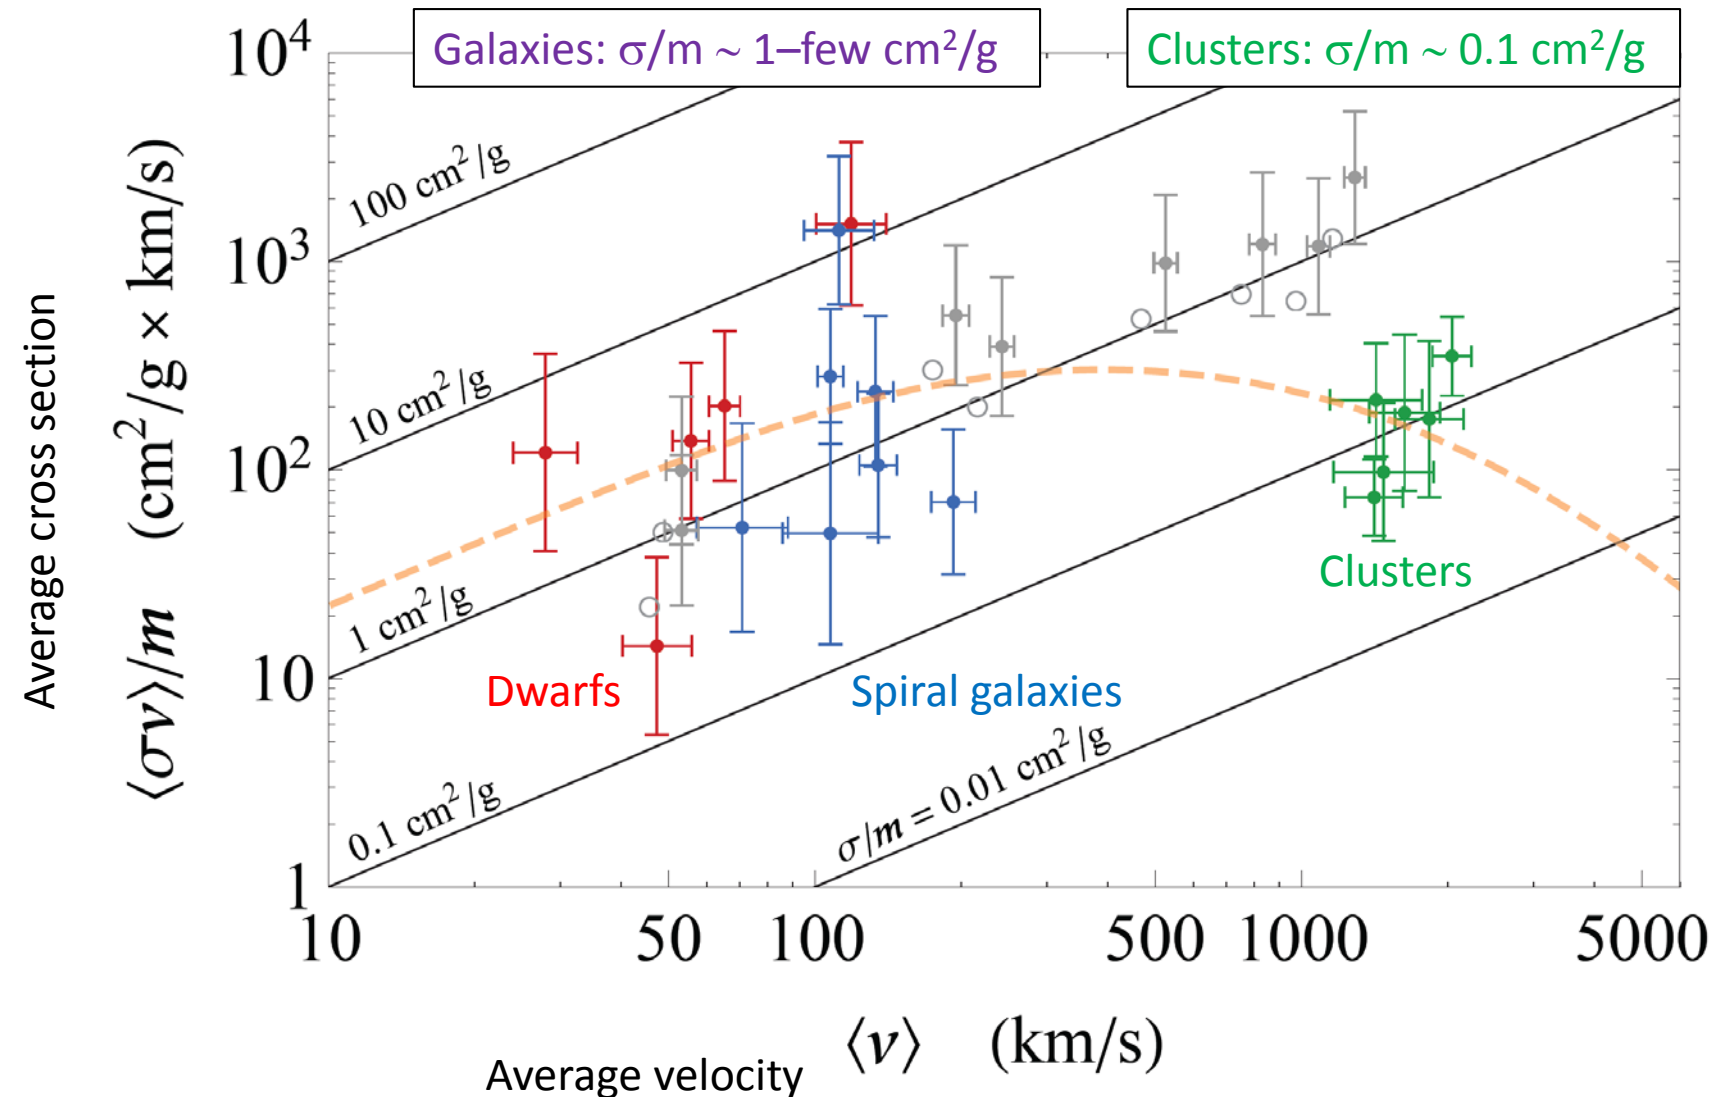 Galaxies: σ/m ~ 1–few cm²/g
Clusters: σ/m ~ 0.1 cm²/g
10⁴
10³
10²
10
1
100 cm²/g
10 cm²/g
1 cm²/g
0.1 cm²/g
σ/m = 0.01 cm²/g
Dwarfs
Spiral galaxies
Clusters
Average cross section
⟨σv⟩/m (cm²/g × km/s)
10
50
100
500
1000
5000
⟨v⟩ (km/s)
Average velocity